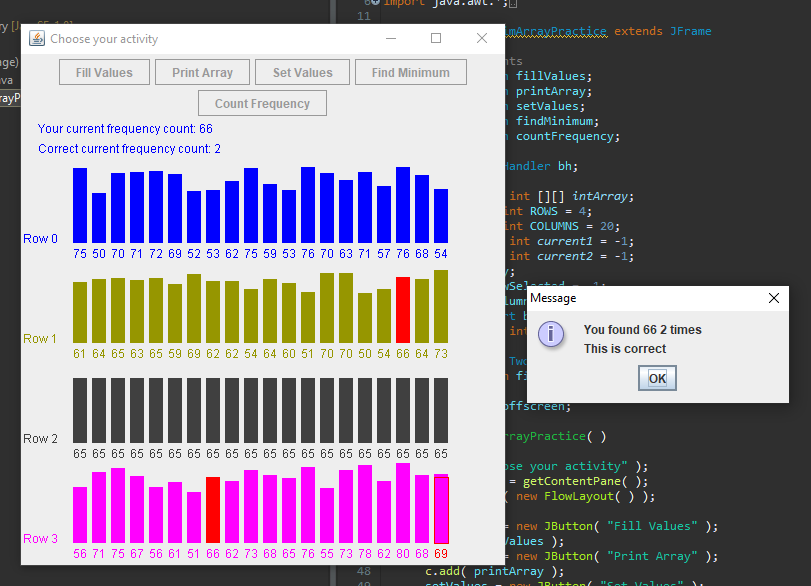 import java.awt.*;
11
imArrayPractice extends JFrame
Choose your activity
Fill Values Print Array Set Values Find Minimum
Count Frequency
Your current frequency count: 66
Correct current frequency count: 2
Row 0
75 50 70 71 72 69 52 53 62 75 59 53 76 70 63 71 57 76 68 54
Row 1
61 64 65 63 65 59 69 62 62 54 64 60 51 70 70 50 54 66 64 73
Row 2
65 65 65 65 65 65 65 65 65 65 65 65 65 65 65 65 65 65 65 65
Row 3
56 71 75 67 56 61 51 66 62 73 68 65 76 55 73 78 62 80 68 69
fillValues;
printArray;
setValues;
findMinimum;
countFrequency;
Handler bh;
int [][] intArray;
int ROWS = 4;
int COLUMNS = 20;
int current1 = -1;
int current2 = -1;
Message
You found 66 2 times
This is correct
OK
offscreen;
rrayPractice( )
ose your activity" );
= getContentPane( );
( new FlowLayout( ) );
= new JButton( "Fill Values" );
Values );
= new JButton( "Print Array" );
48 c.add( printArray );
setValues = new JButton( "Set Values" );